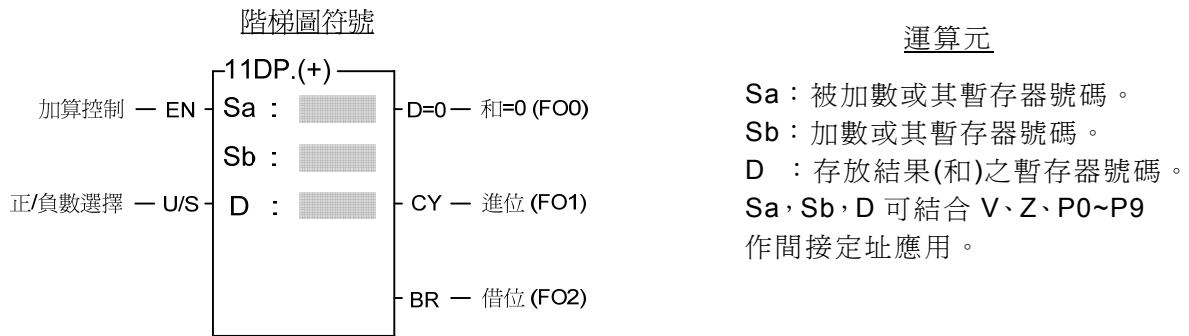 階梯圖符號
11DP.(+)
加算控制 — EN Sa : D=0 — 和=0 (FO0)
Sb :
正/負數選擇 — U/S D : CY — 進位 (FO1)
BR — 借位 (FO2)
運算元
Sa：被加數或其暫存器號碼。
Sb：加數或其暫存器號碼。
D ：存放結果(和)之暫存器號碼。
Sa，Sb，D 可結合 V、Z、P0~P9
作間接定址應用。